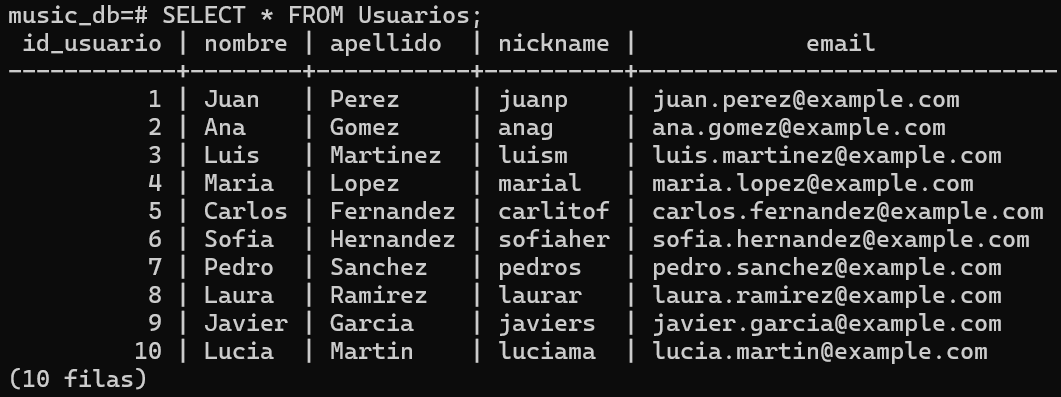 music_db=# SELECT * FROM Usuarios;
 id_usuario | nombre | apellido  | nickname |            email
------------+--------+-----------+----------+------------------------------
          1 | Juan   | Perez     | juanp    | juan.perez@example.com
          2 | Ana    | Gomez     | anag     | ana.gomez@example.com
          3 | Luis   | Martinez  | luism    | luis.martinez@example.com
          4 | Maria  | Lopez     | marial   | maria.lopez@example.com
          5 | Carlos | Fernandez | carlitof | carlos.fernandez@example.com
          6 | Sofia  | Hernandez | sofiaher | sofia.hernandez@example.com
          7 | Pedro  | Sanchez   | pedros   | pedro.sanchez@example.com
          8 | Laura  | Ramirez   | laurar   | laura.ramirez@example.com
          9 | Javier | Garcia    | javiers  | javier.garcia@example.com
         10 | Lucia  | Martin    | luciama  | lucia.martin@example.com
(10 filas)